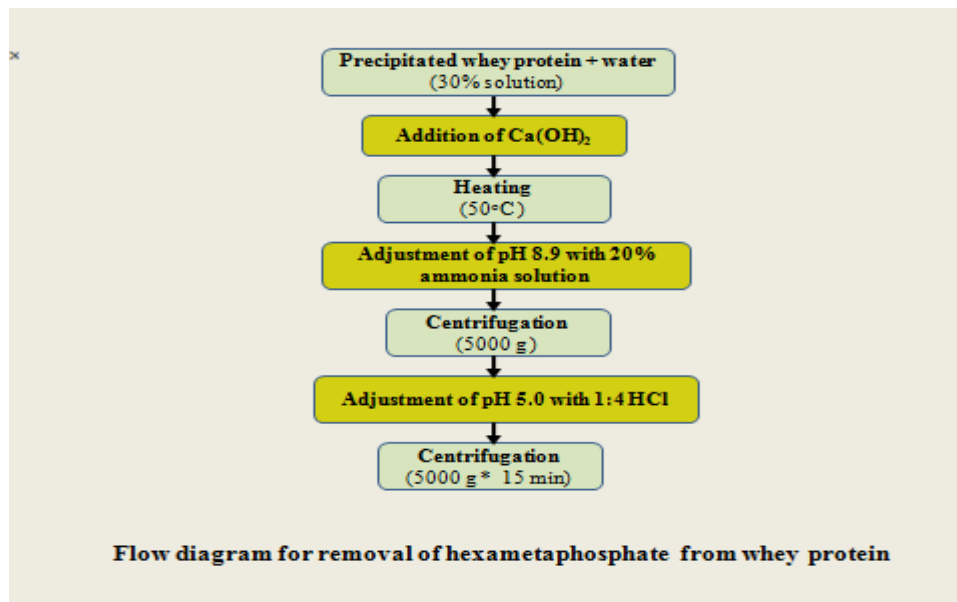 ×
Precipitated whey protein + water
(30% solution)
Addition of Ca(OH)₂
Heating
(50°C)
Adjustment of pH 8.9 with 20%
ammonia solution
Centrifugation
(5000 g)
Adjustment of pH 5.0 with 1:4 HCl
Centrifugation
(5000 g * 15 min)
Flow diagram for removal of hexametaphosphate from whey protein